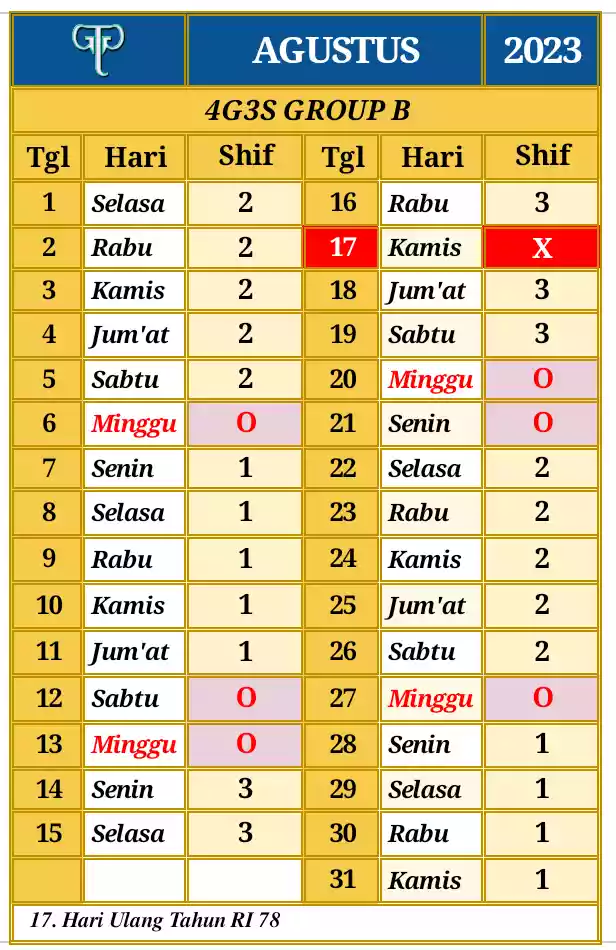 AGUSTUS 2023
4G3S GROUP B
Tgl Hari Shif Tgl Hari Shif
1 Selasa 2 16 Rabu 3
2 Rabu 2 17 Kamis X
3 Kamis 2 18 Jum'at 3
4 Jum'at 2 19 Sabtu 3
5 Sabtu 2 20 Minggu O
6 Minggu O 21 Senin O
7 Senin 1 22 Selasa 2
8 Selasa 1 23 Rabu 2
9 Rabu 1 24 Kamis 2
10 Kamis 1 25 Jum'at 2
11 Jum'at 1 26 Sabtu 2
12 Sabtu O 27 Minggu O
13 Minggu O 28 Senin 1
14 Senin 3 29 Selasa 1
15 Selasa 3 30 Rabu 1
31 Kamis 1
17. Hari Ulang Tahun RI 78